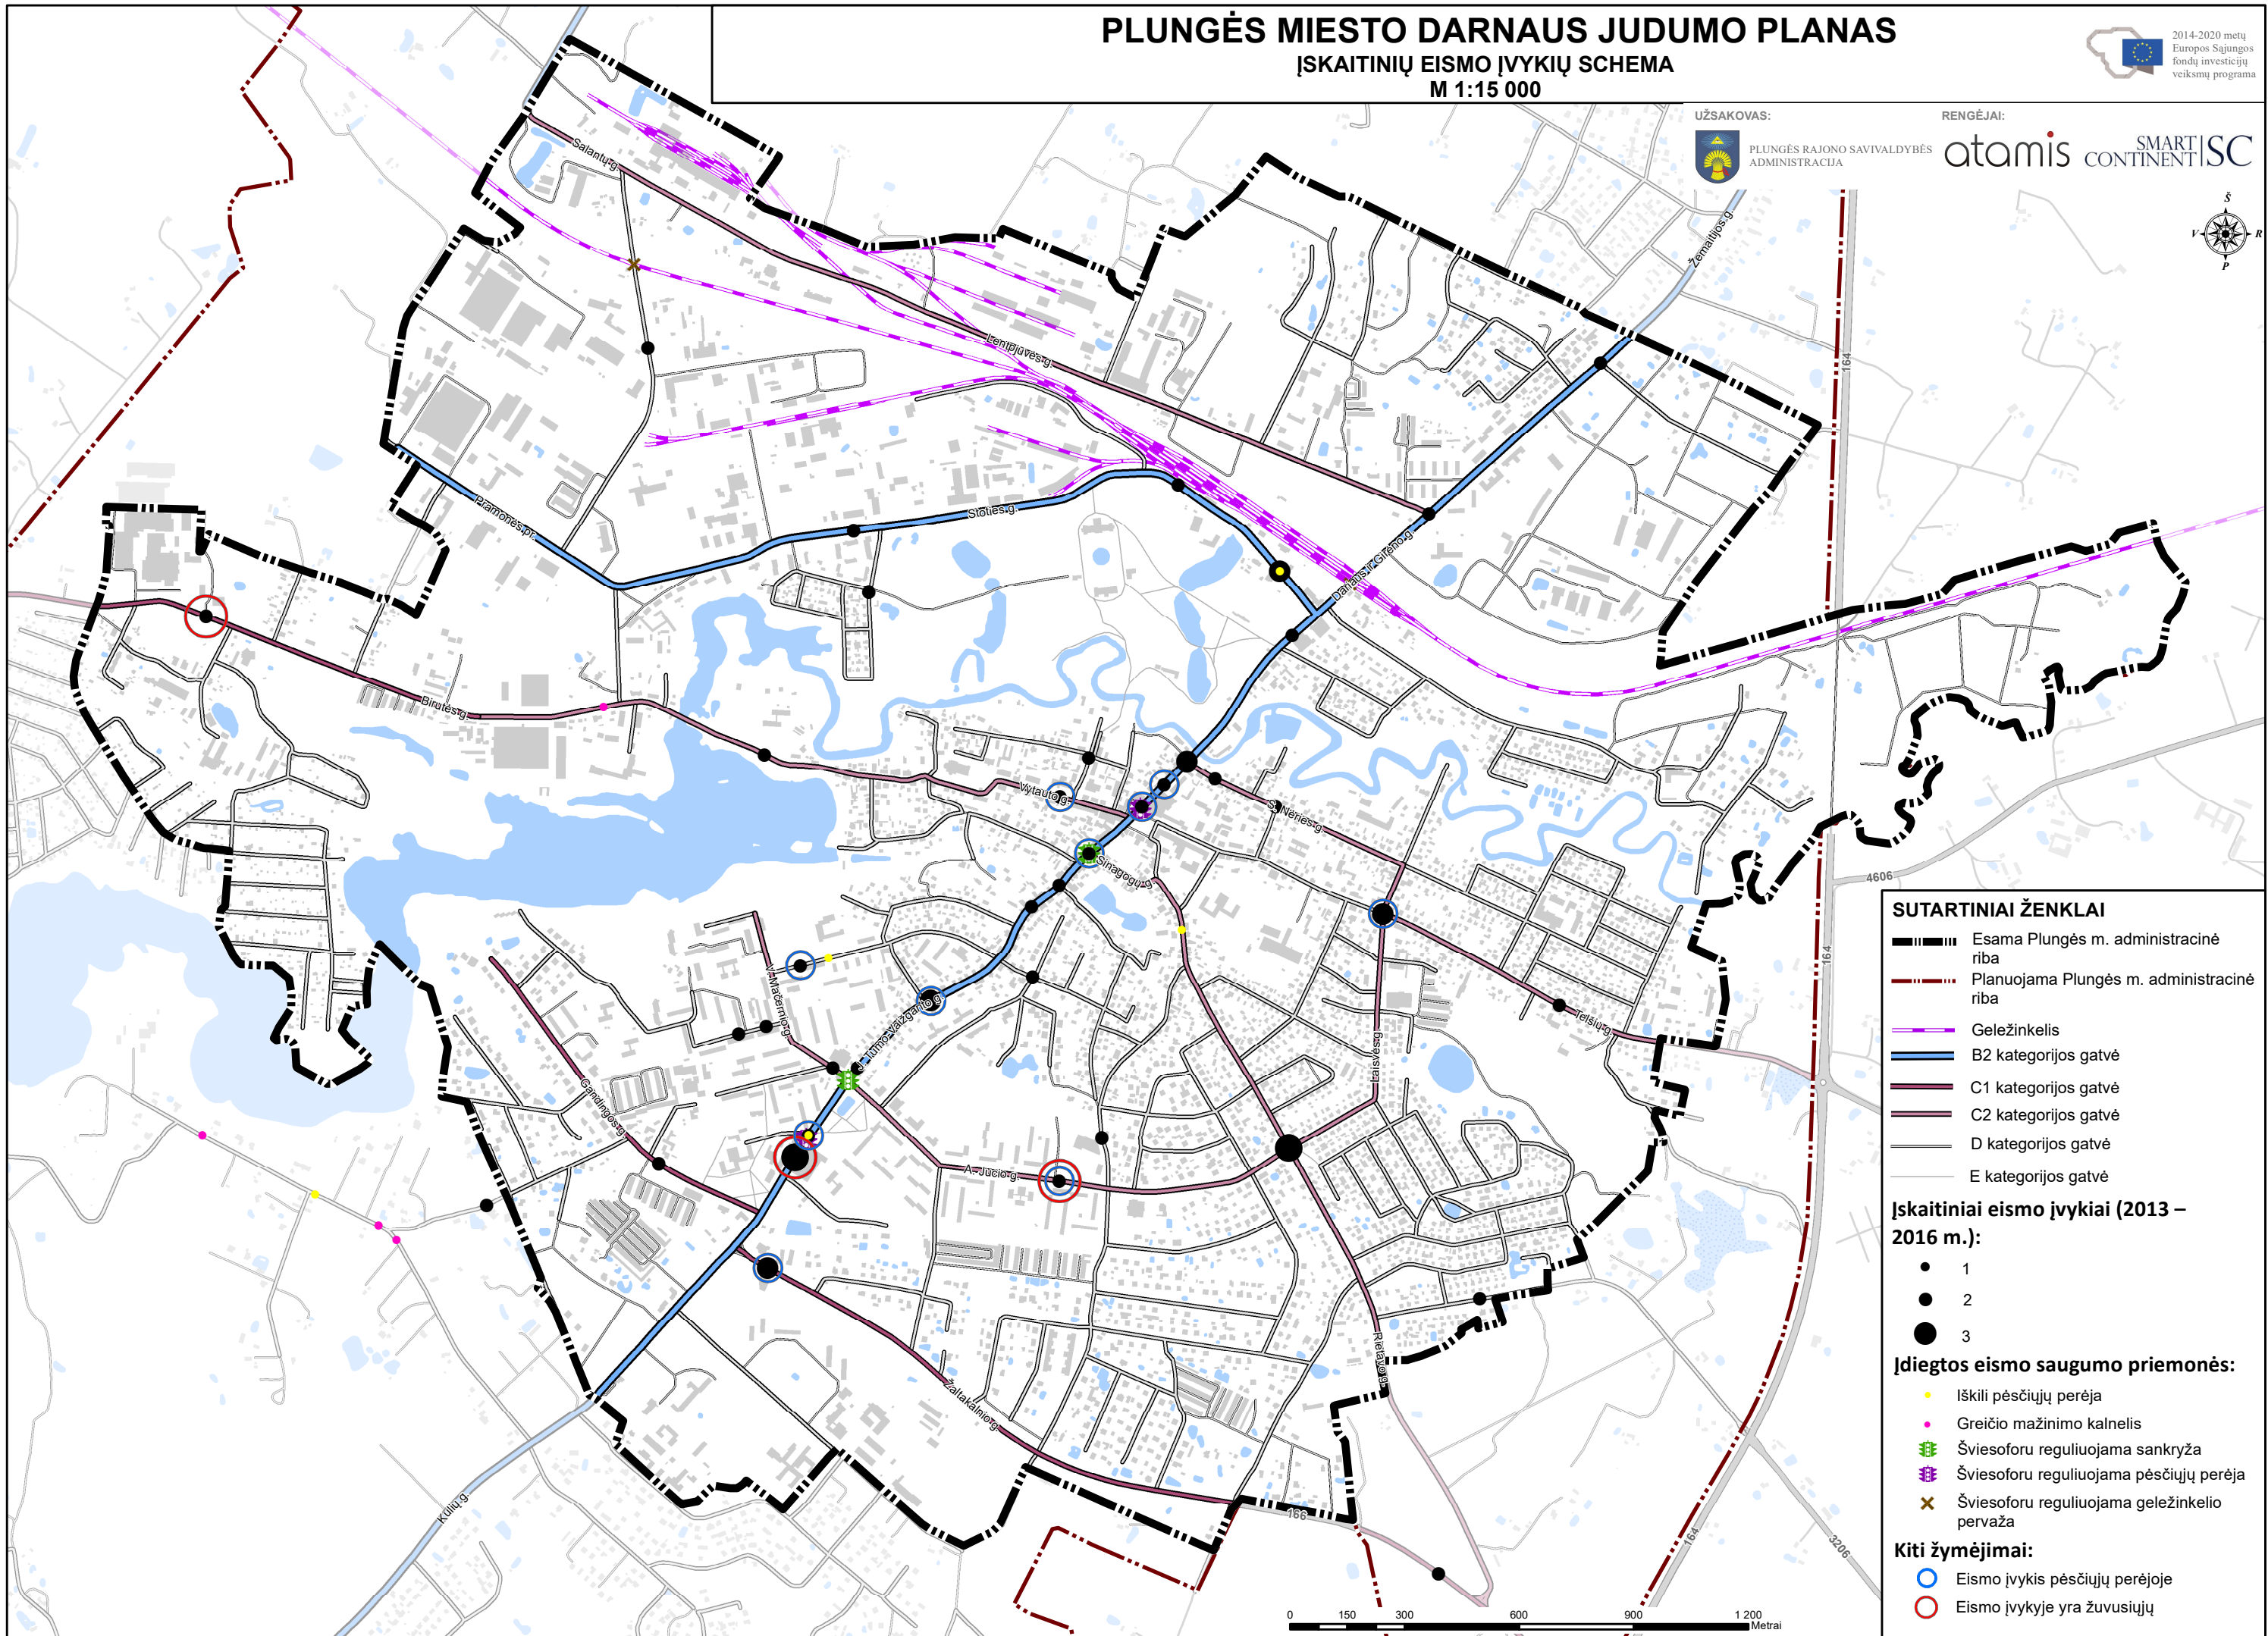 PLUNGĖS MIESTO DARNAUS JUDUMO PLANAS
ĮSKAITINIŲ EISMO ĮVYKIŲ SCHEMA
M 1:15 000
2014-2020 metų
Europos Sąjungos
fondų investicijų
veiksmų programa
UŽSAKOVAS:
PLUNGĖS RAJONO SAVIVALDYBĖS
ADMINISTRACIJA
RENGĖJAI:
atamis
SMART
CONTINENT SC
Š
V
R
P
Salantų g.
Žemaitijos g.
Lentpjūvės g.
164
Pramonės pr.
Stoties g.
Dariaus ir Girėno g.
Birutės g.
Vytauto g.
S. Nėries g.
Sinagogų g.
4606
164
V. Mačernio g.
J. Tumo-Vaižganto g.
Telšių g.
Laisvės g.
Gandingos g.
A. Jucio g.
Rietavo g.
Žaltakalnio g.
Kulių g.
166
164
3206
SUTARTINIAI ŽENKLAI
Esama Plungės m. administracinė
riba
Planuojama Plungės m. administracinė
riba
Geležinkelis
B2 kategorijos gatvė
C1 kategorijos gatvė
C2 kategorijos gatvė
D kategorijos gatvė
E kategorijos gatvė
Įskaitiniai eismo įvykiai (2013 –
2016 m.):
1
2
3
Įdiegtos eismo saugumo priemonės:
Iškili pėsčiųjų perėja
Greičio mažinimo kalnelis
Šviesoforu reguliuojama sankryža
Šviesoforu reguliuojama pėsčiųjų perėja
Šviesoforu reguliuojama geležinkelio
pervaža
Kiti žymėjimai:
Eismo įvykis pėsčiųjų perėjoje
Eismo įvykyje yra žuvusiųjų
0 150 300 600 900 1 200
Metrai